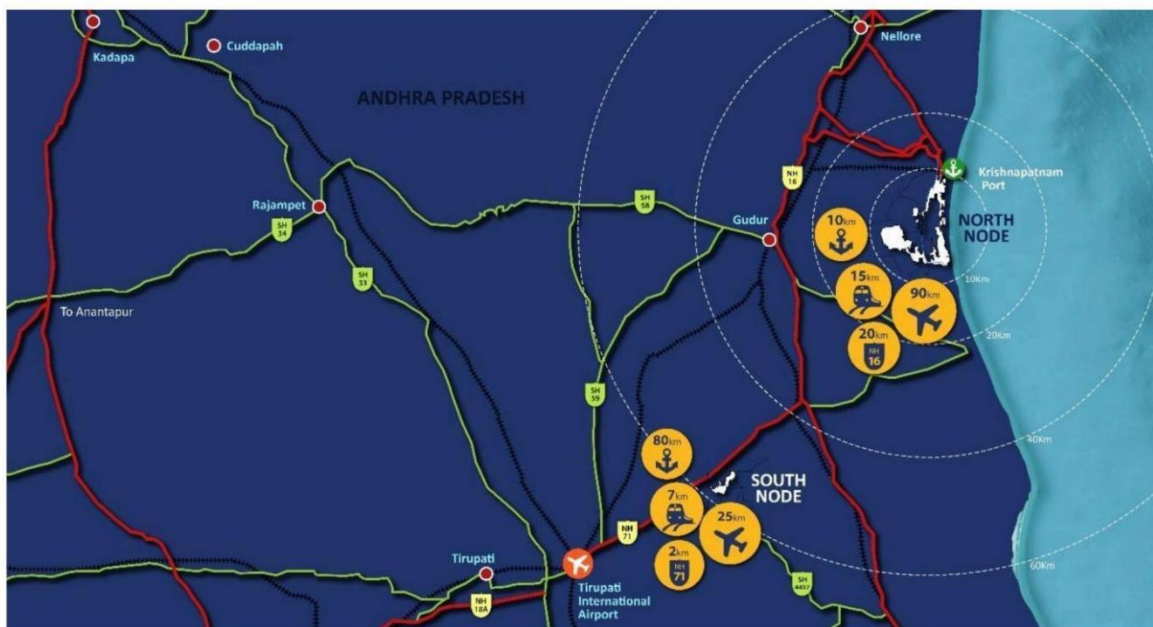 Kadapa
Cuddapah
Nellore
ANDHRA PRADESH
NH
16
Krishnapatnam
Port
Rajampet
SH
34
SH
58
Gudur
10km
NORTH
NODE
SH
31
15km
90km
10Km
To Anantapur
20km
NH
16
20Km
SH
59
80km
40Km
SOUTH
NODE
7km
25km
NH
71
2km
NH
71
Tirupati
60Km
SH
4457
NH
18A
Tirupati
International
Airport